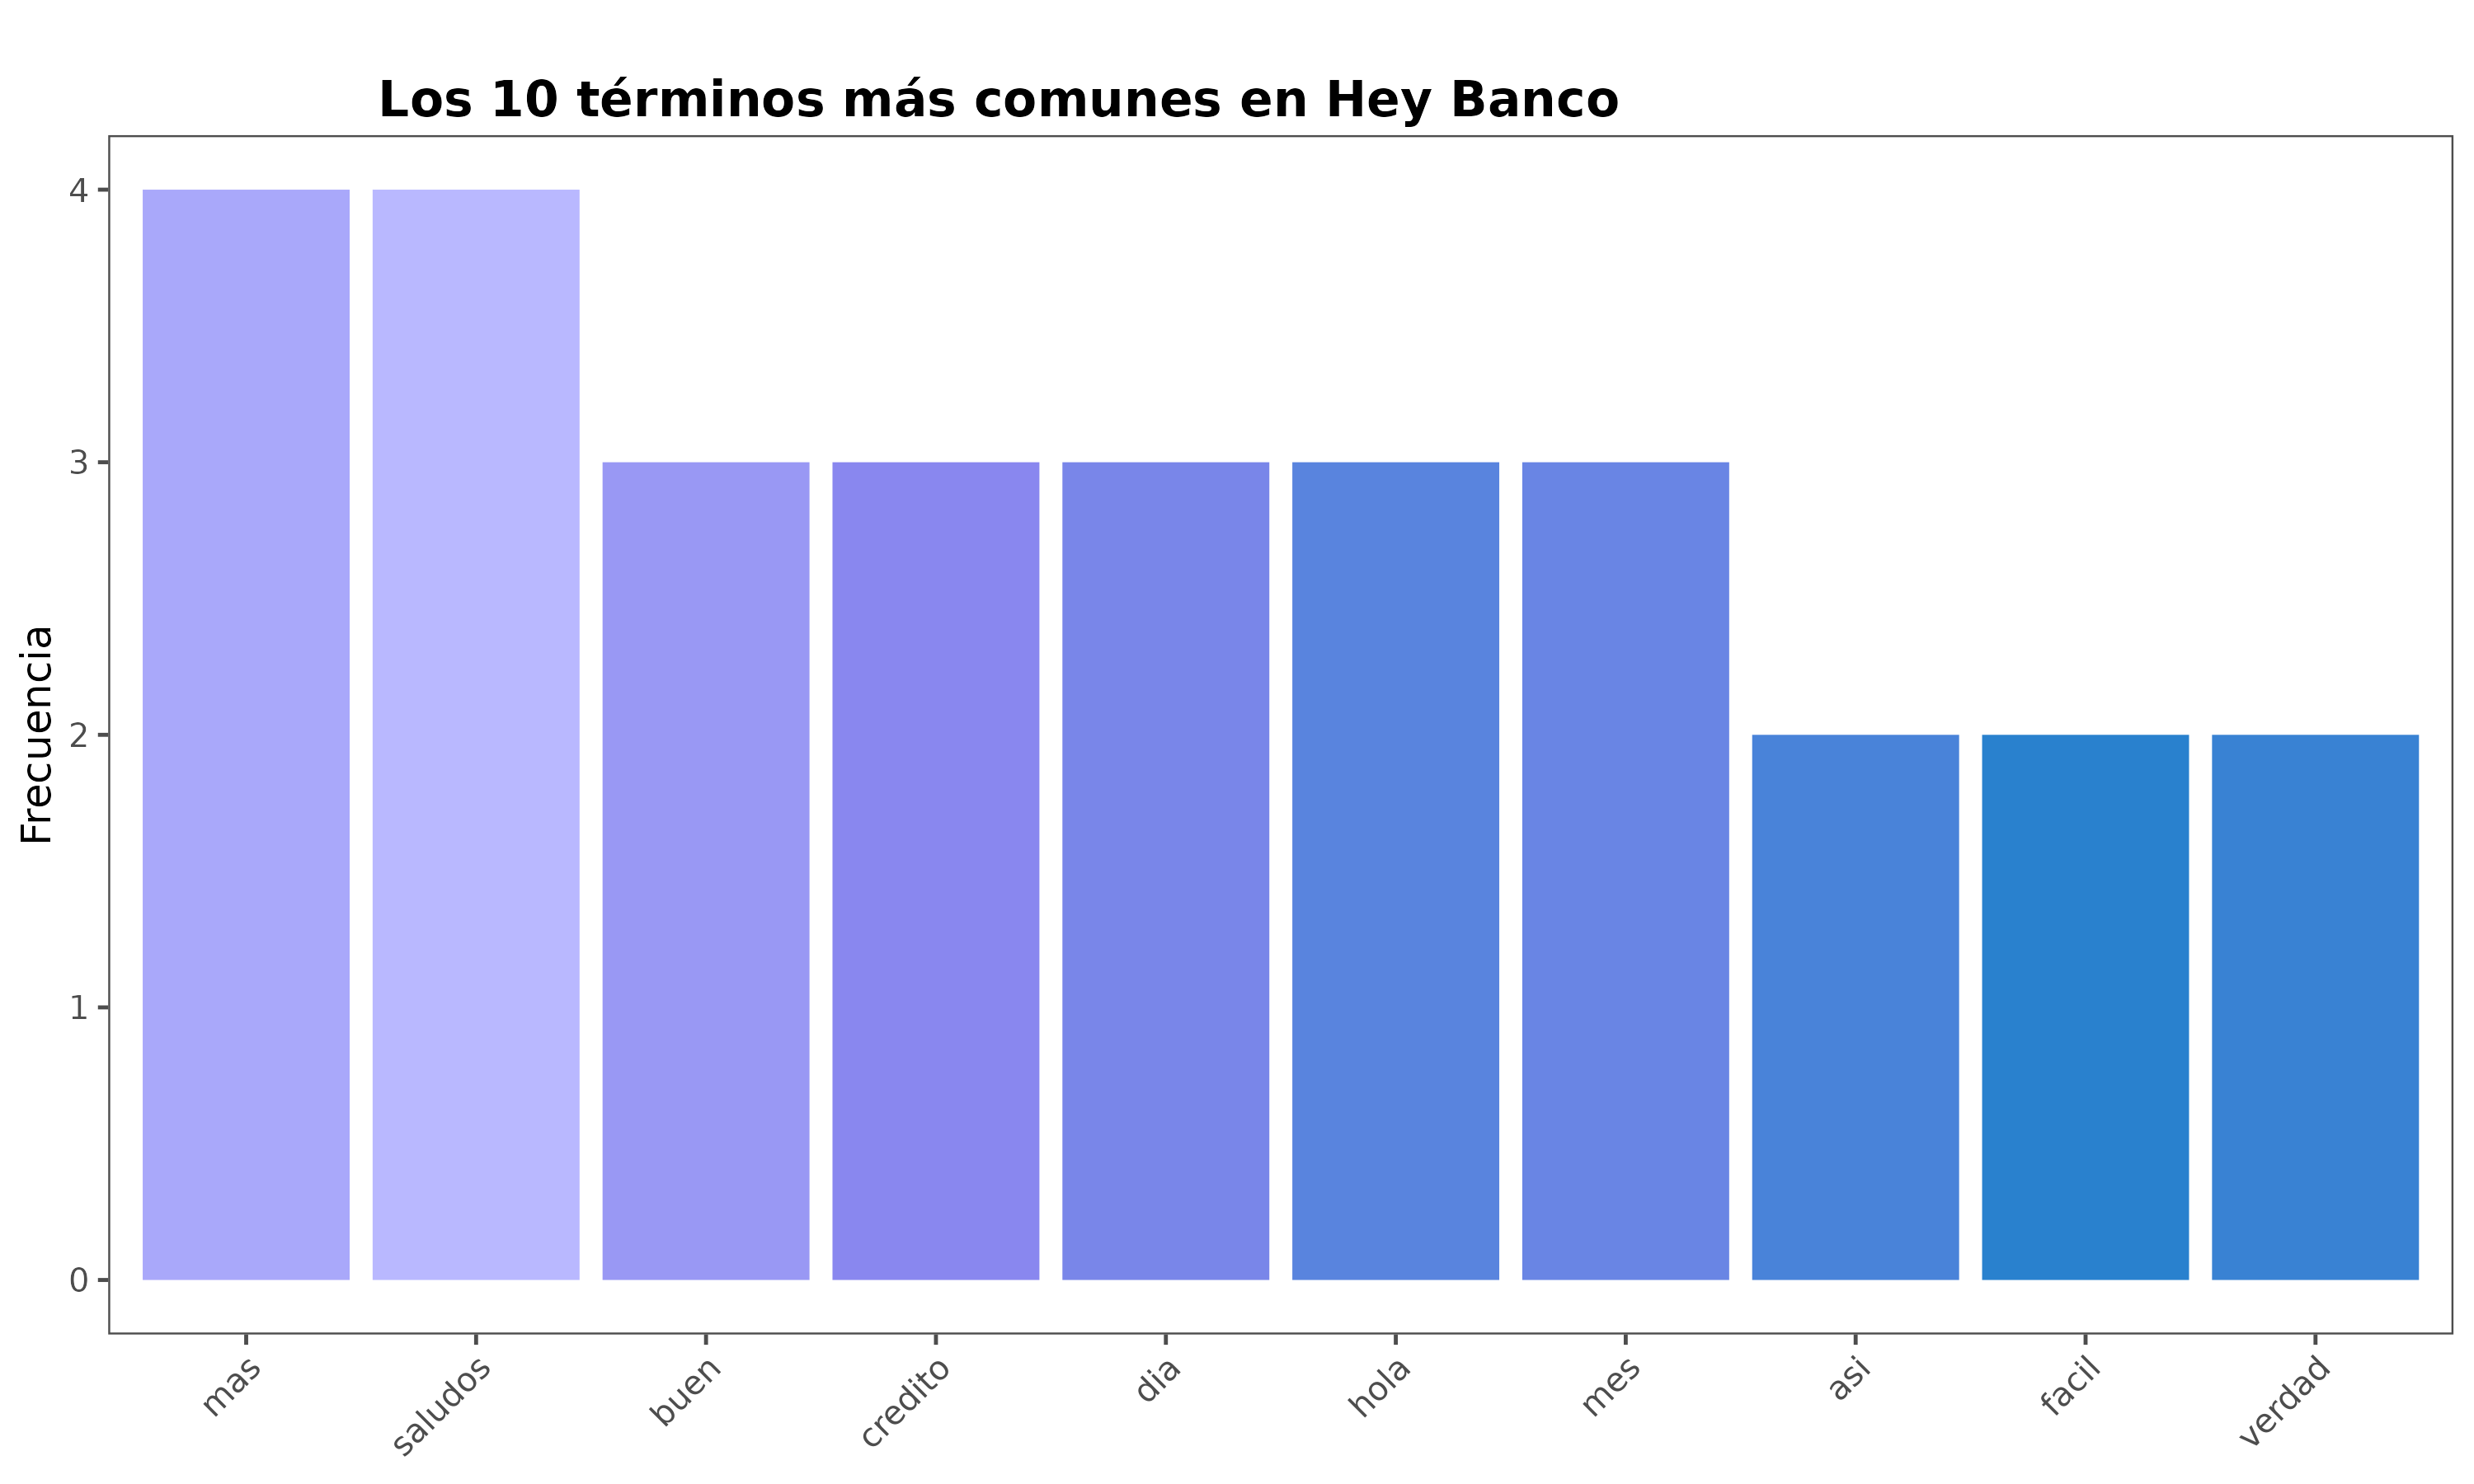 Los 10 términos más comunes en Hey Banco
Frecuencia
4
3
2
1
0
mas
saludos
buen
credito
dia
hola
mes
asi
facil
verdad